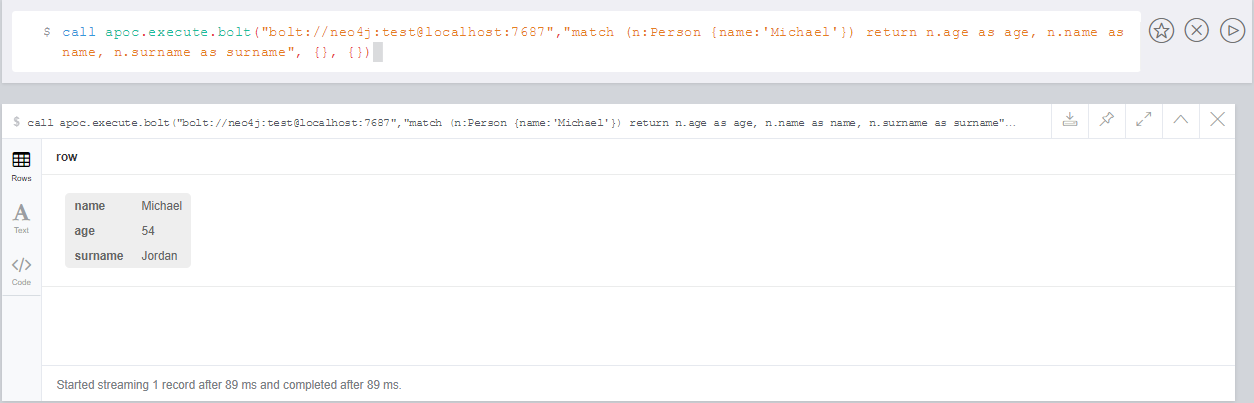 $ call apoc.execute.bolt("bolt://neo4j:test@localhost:7687","match (n:Person {name:'Michael'}) return n.age as age, n.name as
name, n.surname as surname", {}, {})
$ call apoc.execute.bolt("bolt://neo4j:test@localhost:7687","match (n:Person {name:'Michael'}) return n.age as age, n.name as name, n.surname as surname"...
Rows
row
name Michael
age 54
surname Jordan
A
Text
</>
Code
Started streaming 1 record after 89 ms and completed after 89 ms.